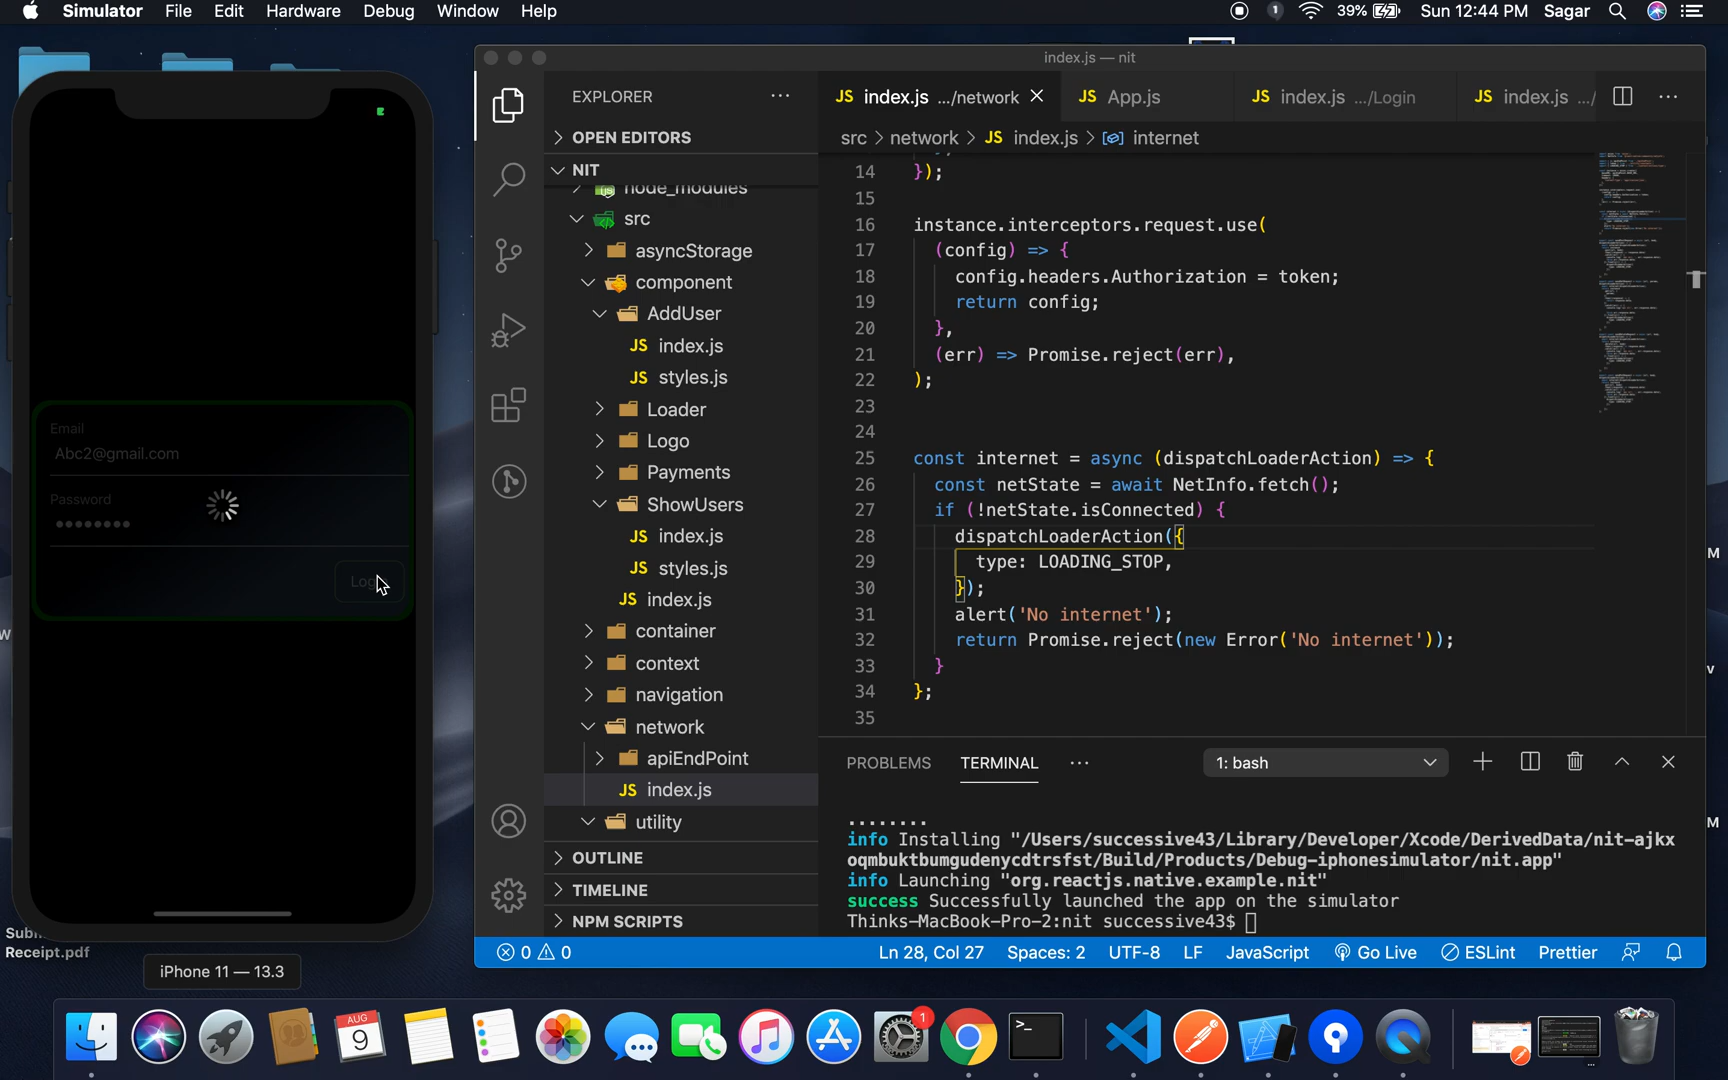 Simulator File Edit Hardware Debug Window Help
1 39% Sun 12:44 PM Sagar
index.js — nit
EXPLORER
JS index.js .../network
JS App.js
JS index.js .../Login
JS index.js .../
src > network > JS index.js > internet
OPEN EDITORS
NIT
node_modules
src
asyncStorage
component
AddUser
JS index.js
JS styles.js
Loader
Logo
Payments
ShowUsers
JS index.js
JS styles.js
JS index.js
container
context
navigation
network
apiEndPoint
JS index.js
utility
OUTLINE
TIMELINE
NPM SCRIPTS
14 });
15
16 instance.interceptors.request.use(
17 (config) => {
18 config.headers.Authorization = token;
19 return config;
20 },
21 (err) => Promise.reject(err),
22 );
23
24
25 const internet = async (dispatchLoaderAction) => {
26 const netState = await NetInfo.fetch();
27 if (!netState.isConnected) {
28 dispatchLoaderAction({
29 type: LOADING_STOP,
30 });
31 alert('No internet');
32 return Promise.reject(new Error('No internet'));
33 }
34 };
35
PROBLEMS TERMINAL ··· 1: bash
........
info Installing "/Users/successive43/Library/Developer/Xcode/DerivedData/nit-ajkx
oqmbuktbumgudenycdtrsfst/Build/Products/Debug-iphonesimulator/nit.app"
info Launching "org.reactjs.native.example.nit"
success Successfully launched the app on the simulator
Thinks-MacBook-Pro-2:nit successive43$
0 0 Ln 28, Col 27 Spaces: 2 UTF-8 LF JavaScript Go Live ESLint Prettier
Email
Abc2@gmail.com
Password
Receipt.pdf
iPhone 11 — 13.3
W
M
v
M
AUG
9
1